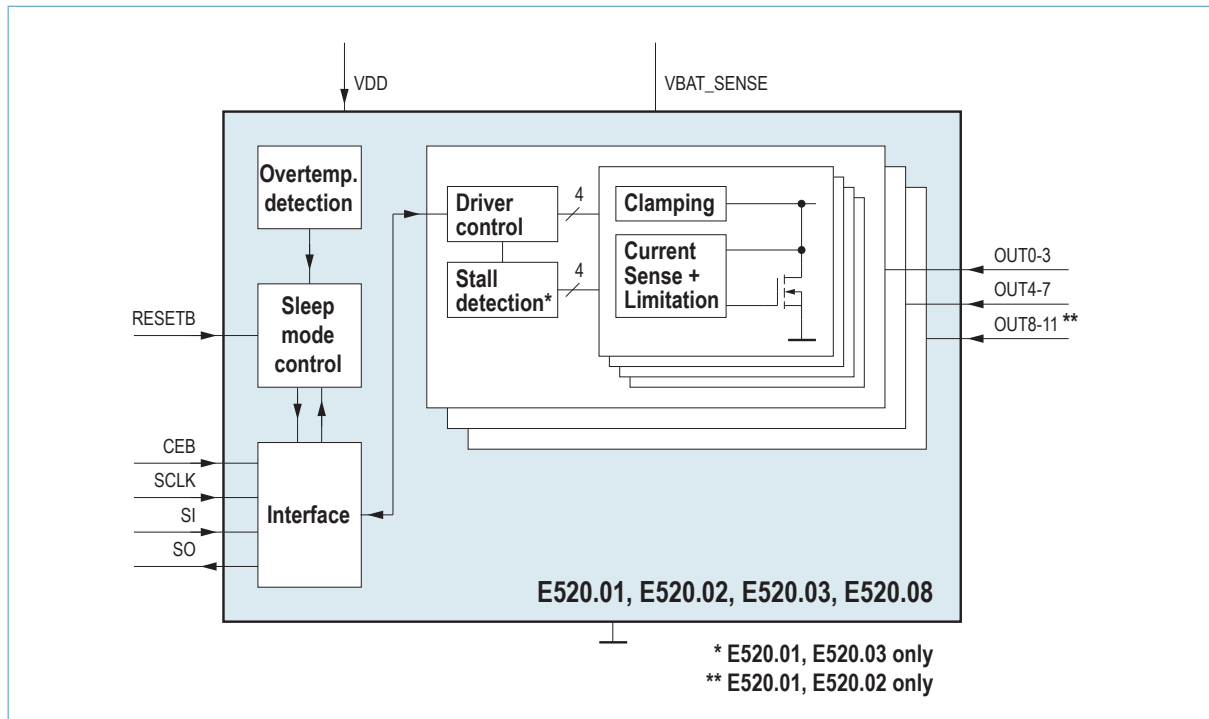 VDD
VBAT_SENSE
Overtemp.
detection
Driver
control
4
Clamping
Stall
detection*
4
Current
Sense +
Limitation
OUT0-3
OUT4-7
OUT8-11 **
RESETB
Sleep
mode
control
CEB
SCLK
SI
SO
Interface
E520.01, E520.02, E520.03, E520.08
* E520.01, E520.03 only
** E520.01, E520.02 only